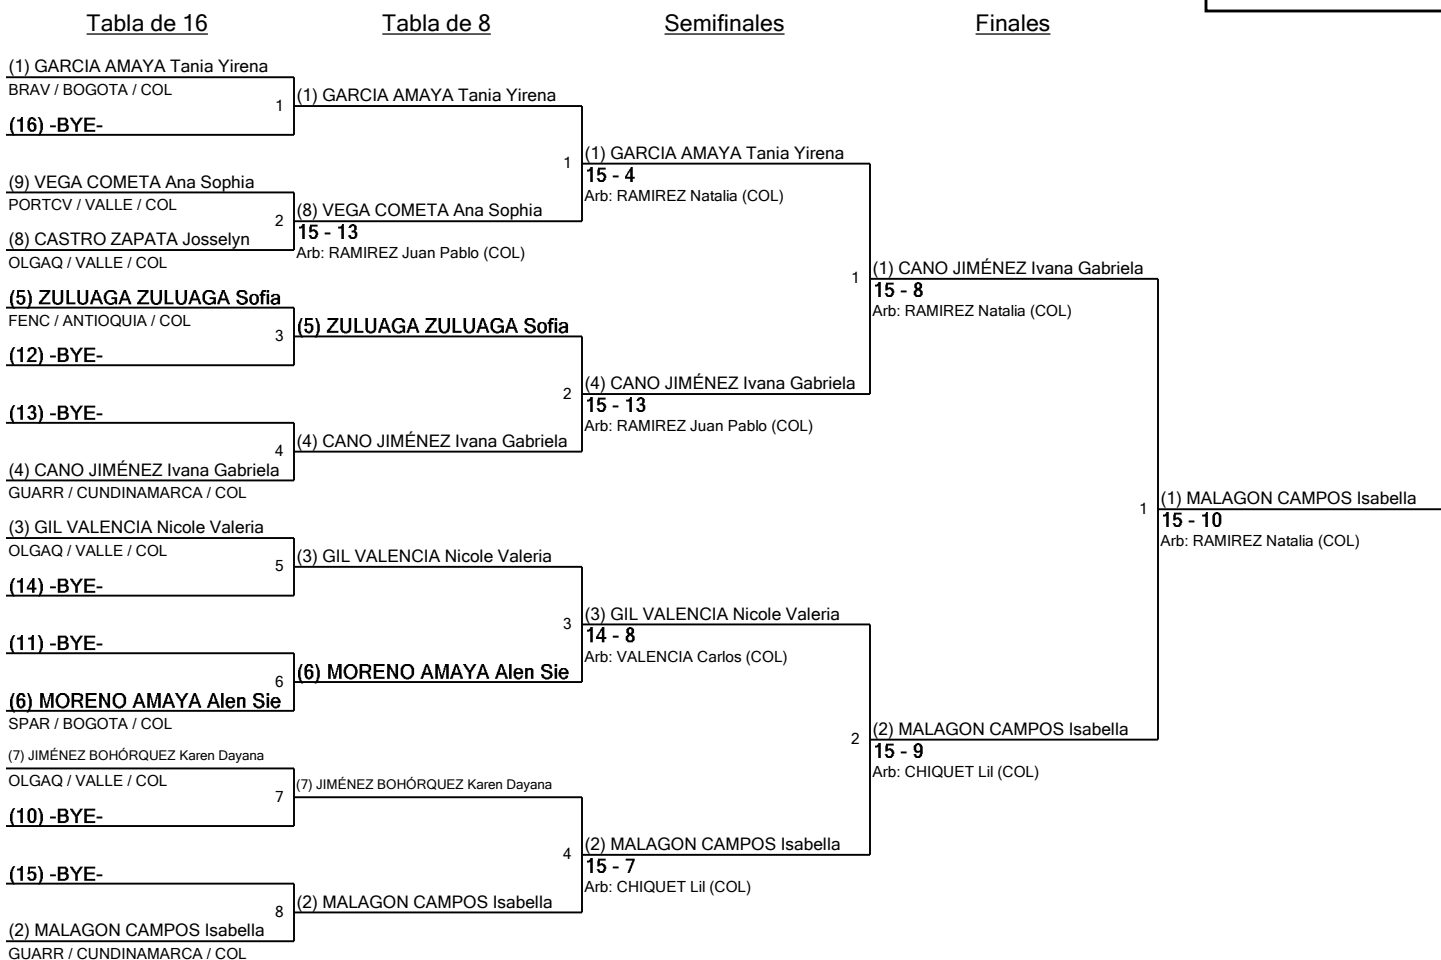 Tabla de 16
Tabla de 8
Semifinales
Finales
(1) GARCIA AMAYA Tania Yirena
BRAV / BOGOTA / COL
1
(16) -BYE-
(9) VEGA COMETA Ana Sophia
PORTCV / VALLE / COL
2
(8) CASTRO ZAPATA Josselyn
OLGAQ / VALLE / COL
(5) ZULUAGA ZULUAGA Sofia
FENC / ANTIOQUIA / COL
3
(12) -BYE-
(13) -BYE-
4
(4) CANO JIMÉNEZ Ivana Gabriela
GUARR / CUNDINAMARCA / COL
(3) GIL VALENCIA Nicole Valeria
OLGAQ / VALLE / COL
5
(14) -BYE-
(11) -BYE-
6
(6) MORENO AMAYA Alen Sie
SPAR / BOGOTA / COL
(7) JIMÉNEZ BOHÓRQUEZ Karen Dayana
OLGAQ / VALLE / COL
7
(10) -BYE-
(15) -BYE-
8
(2) MALAGON CAMPOS Isabella
GUARR / CUNDINAMARCA / COL
(1) GARCIA AMAYA Tania Yirena
1
(8) VEGA COMETA Ana Sophia
15 - 13
Arb: RAMIREZ Juan Pablo (COL)
(5) ZULUAGA ZULUAGA Sofia
2
(4) CANO JIMÉNEZ Ivana Gabriela
(3) GIL VALENCIA Nicole Valeria
3
(6) MORENO AMAYA Alen Sie
(7) JIMÉNEZ BOHÓRQUEZ Karen Dayana
4
(2) MALAGON CAMPOS Isabella
(1) GARCIA AMAYA Tania Yirena
15 - 4
Arb: RAMIREZ Natalia (COL)
1
(4) CANO JIMÉNEZ Ivana Gabriela
15 - 13
Arb: RAMIREZ Juan Pablo (COL)
(3) GIL VALENCIA Nicole Valeria
14 - 8
Arb: VALENCIA Carlos (COL)
2
(2) MALAGON CAMPOS Isabella
15 - 7
Arb: CHIQUET Lil (COL)
(1) CANO JIMÉNEZ Ivana Gabriela
15 - 8
Arb: RAMIREZ Natalia (COL)
1
(2) MALAGON CAMPOS Isabella
15 - 9
Arb: CHIQUET Lil (COL)
(1) MALAGON CAMPOS Isabella
15 - 10
Arb: RAMIREZ Natalia (COL)